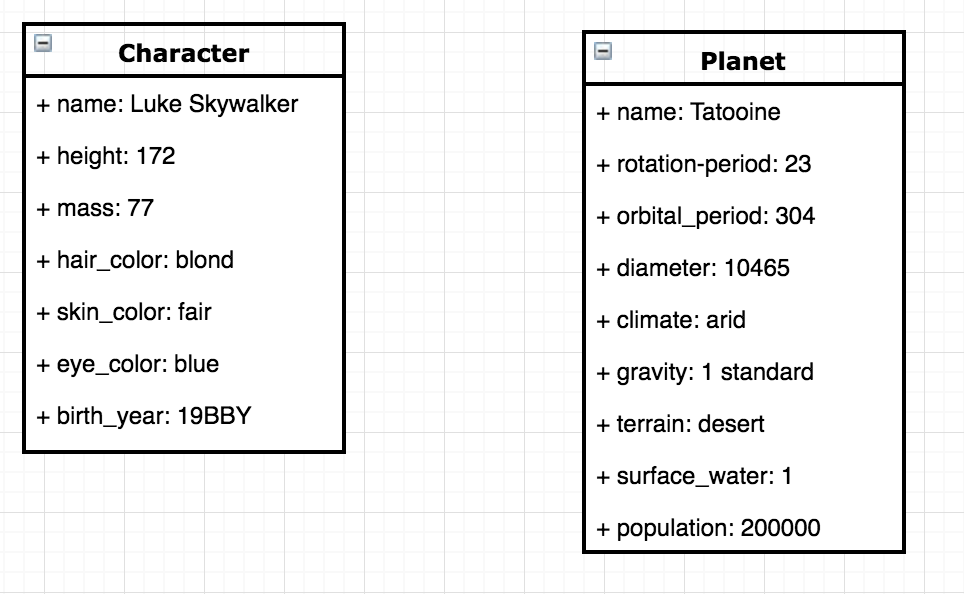 Character
+ name: Luke Skywalker
+ height: 172
+ mass: 77
+ hair_color: blond
+ skin_color: fair
+ eye_color: blue
+ birth_year: 19BBY
Planet
+ name: Tatooine
+ rotation-period: 23
+ orbital_period: 304
+ diameter: 10465
+ climate: arid
+ gravity: 1 standard
+ terrain: desert
+ surface_water: 1
+ population: 200000